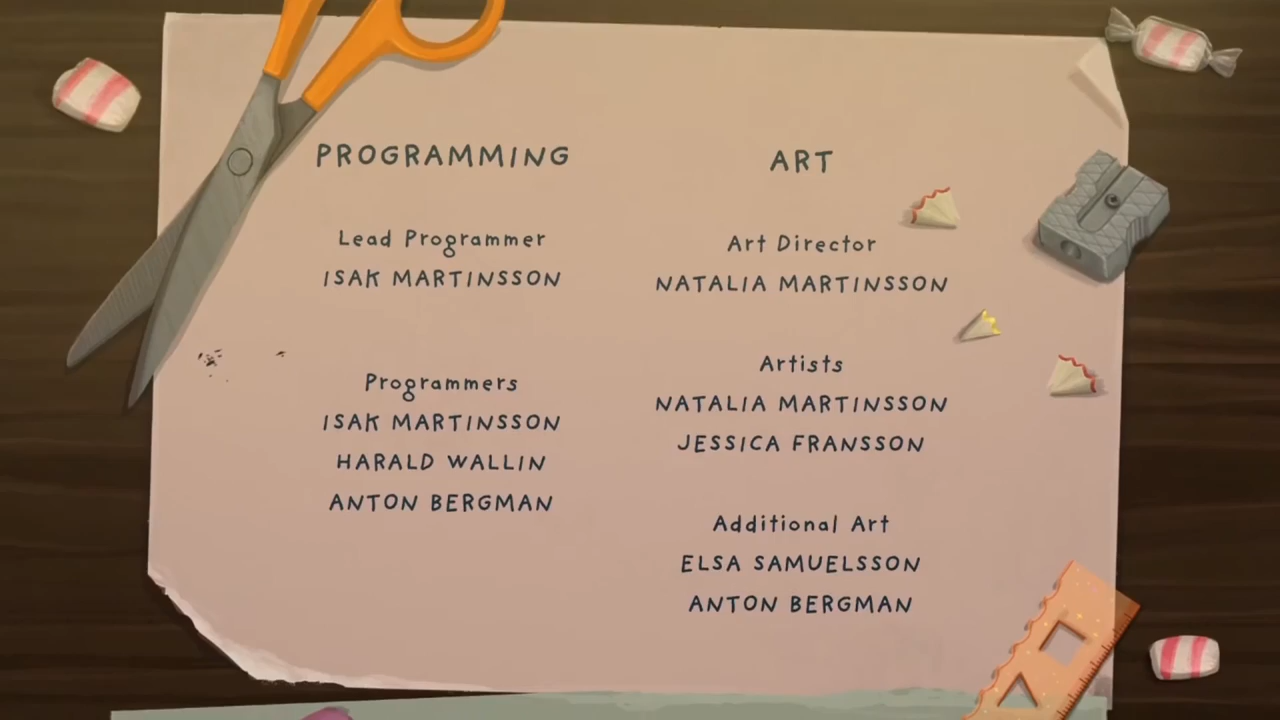 PROGRAMMING
Lead Programmer
ISAK MARTINSSON
Programmers
ISAK MARTINSSON
HARALD WALLIN
ANTON BERGMAN
ART
Art Director
NATALIA MARTINSSON
Artists
NATALIA MARTINSSON
JESSICA FRANSSON
Additional Art
ELSA SAMUELSSON
ANTON BERGMAN